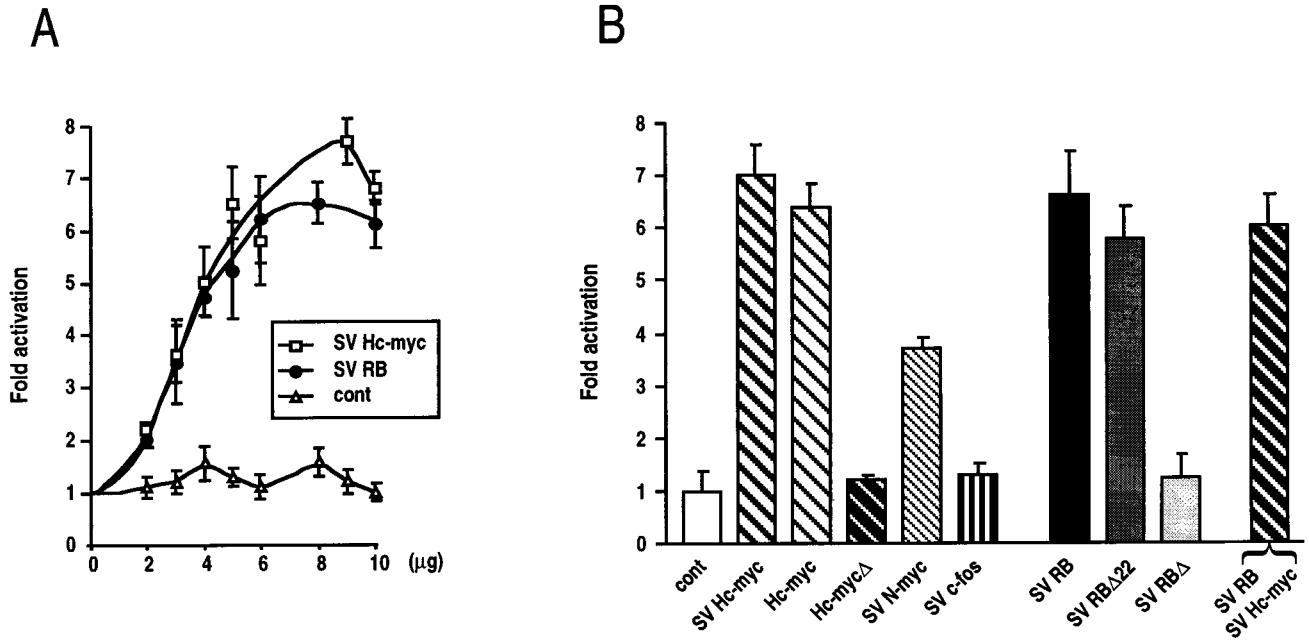 A
B
Fold activation
8
7
6
5
4
3
2
1
0
0 2 4 6 8 10 (μg)
SV Hc-myc
SV RB
cont
Fold activation
8
7
6
5
4
3
2
1
0
cont
SV Hc-myc
Hc-myc
Hc-mycΔ
SV N-myc
SV c-fos
SV RB
SV RBΔ22
SV RBΔ
SV RB
SV Hc-myc